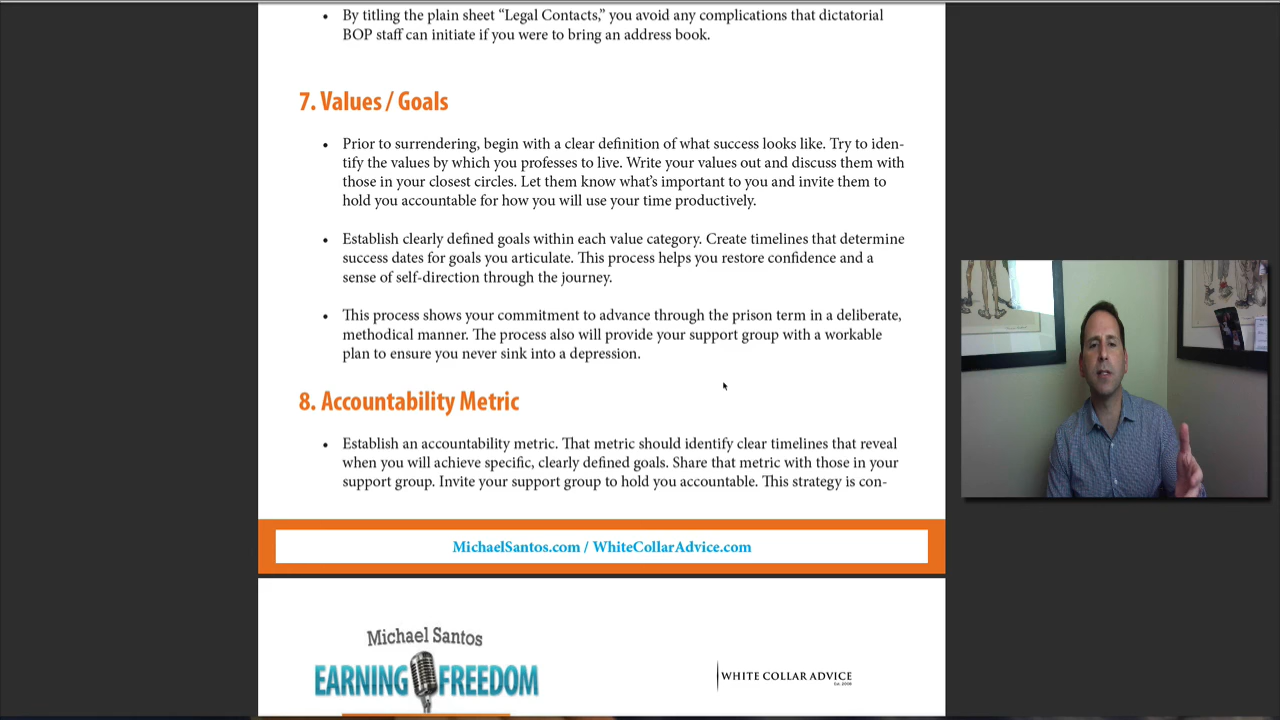 • By titling the plain sheet “Legal Contacts,” you avoid any complications that dictatorial
BOP staff can initiate if you were to bring an address book.
7. Values / Goals
• Prior to surrendering, begin with a clear definition of what success looks like. Try to iden-
tify the values by which you professes to live. Write your values out and discuss them with
those in your closest circles. Let them know what’s important to you and invite them to
hold you accountable for how you will use your time productively.
• Establish clearly defined goals within each value category. Create timelines that determine
success dates for goals you articulate. This process helps you restore confidence and a
sense of self-direction through the journey.
• This process shows your commitment to advance through the prison term in a deliberate,
methodical manner. The process also will provide your support group with a workable
plan to ensure you never sink into a depression.
8. Accountability Metric
• Establish an accountability metric. That metric should identify clear timelines that reveal
when you will achieve specific, clearly defined goals. Share that metric with those in your
support group. Invite your support group to hold you accountable. This strategy is con-
MichaelSantos.com / WhiteCollarAdvice.com
Michael Santos
EARNING FREEDOM
WHITE COLLAR ADVICE
Est. 2008